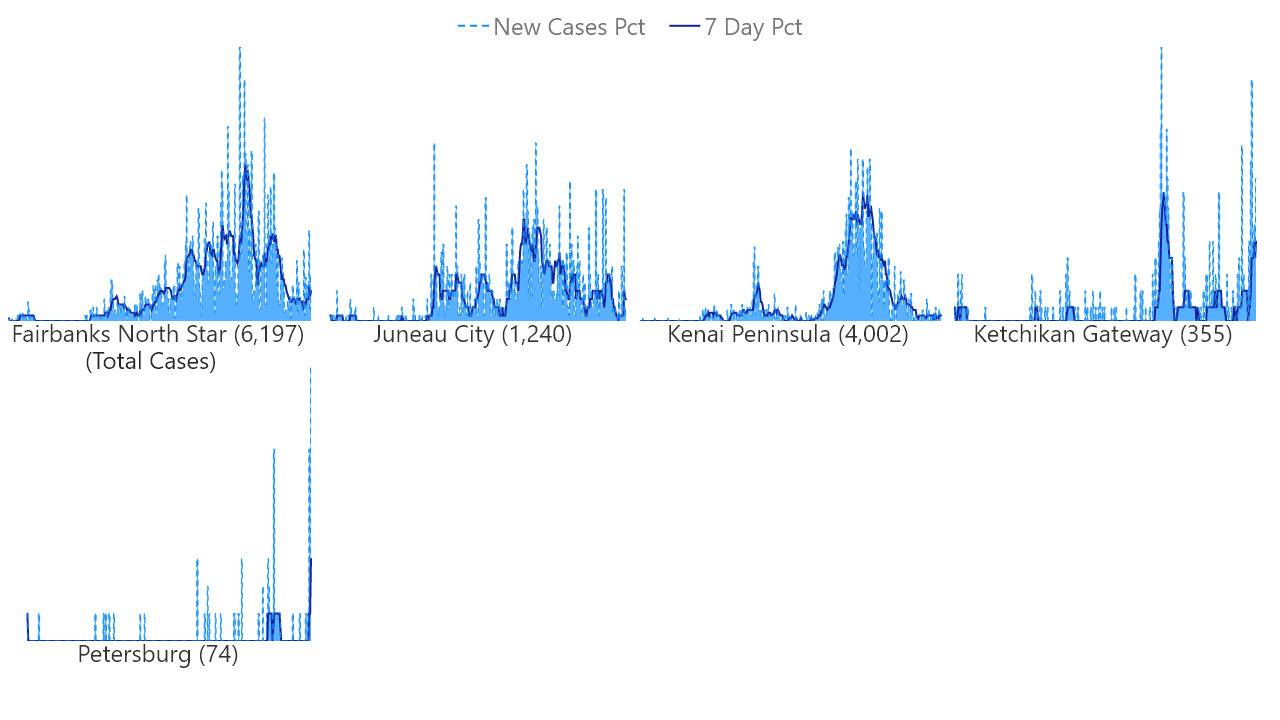 New Cases Pct 7 Day Pct
Fairbanks North Star (6,197)
(Total Cases)
Juneau City (1,240)
Kenai Peninsula (4,002)
Ketchikan Gateway (355)
Petersburg (74)